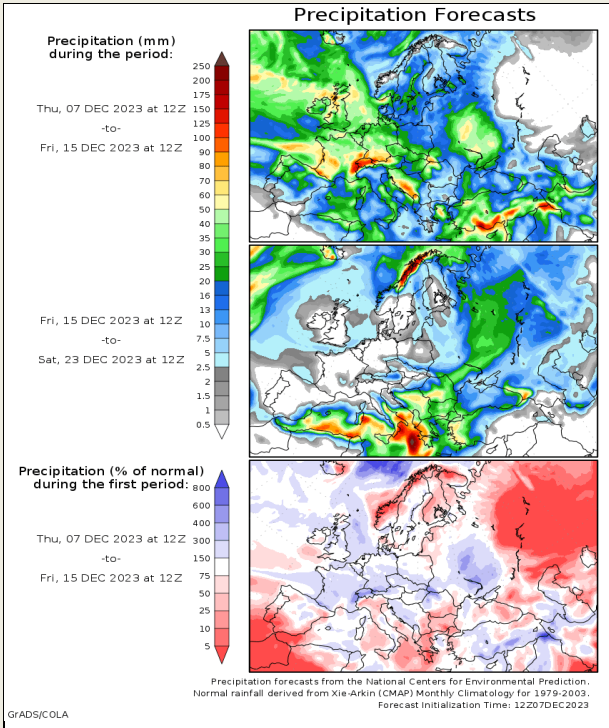 Precipitation Forecasts
Precipitation (mm)
during the period:
Thu, 07 DEC 2023 at 12Z
-to-
Fri, 15 DEC 2023 at 12Z
250
200
175
150
125
100
90
80
70
60
50
40
35
30
25
20
16
13
10
7.5
5
2.5
2
1.5
1
0.5
Fri, 15 DEC 2023 at 12Z
-to-
Sat, 23 DEC 2023 at 12Z
Precipitation (% of normal)
during the first period:
Thu, 07 DEC 2023 at 12Z
-to-
Fri, 15 DEC 2023 at 12Z
800
600
400
300
150
75
50
25
10
5
Precipitation forecasts from the National Centers for Environmental Prediction.
Normal rainfall derived from Xie-Arkin (CMAP) Monthly Climatology for 1979-2003.
Forecast Initialization Time: 12Z07DEC2023
GrADS/COLA